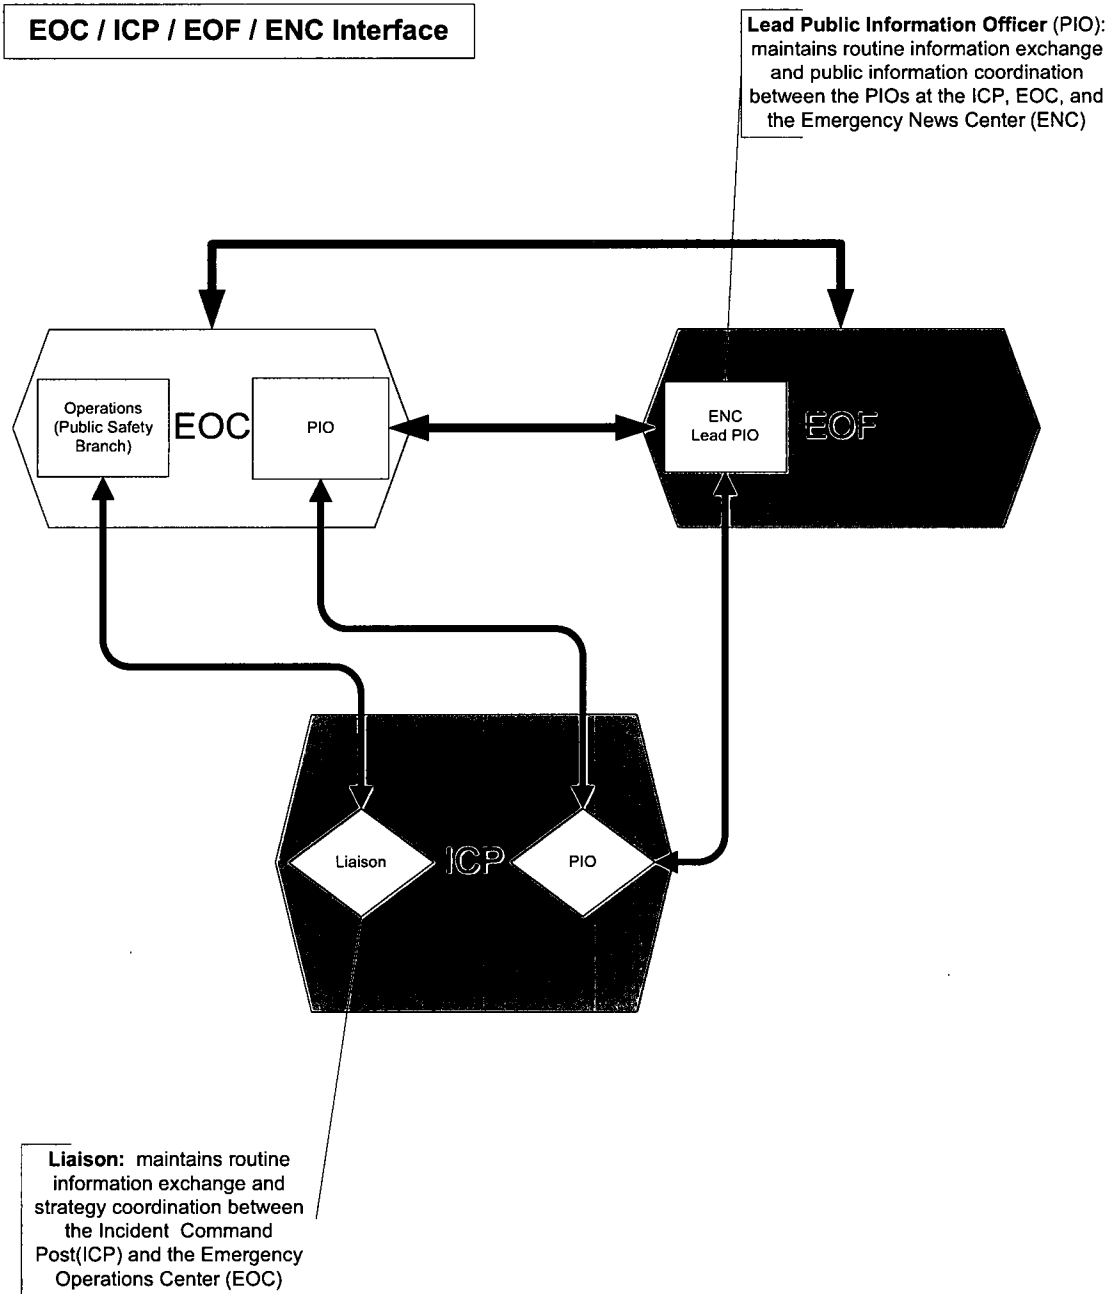 EOC / ICP / EOF / ENC Interface
Lead Public Information Officer (PIO):
maintains routine information exchange
and public information coordination
between the PIOs at the ICP, EOC, and
the Emergency News Center (ENC)
Operations
(Public Safety
Branch)
EOC
PIO
ENC
Lead PIO
EOF
Liaison
ICP
PIO
Liaison: maintains routine
information exchange and
strategy coordination between
the Incident Command
Post(ICP) and the Emergency
Operations Center (EOC)